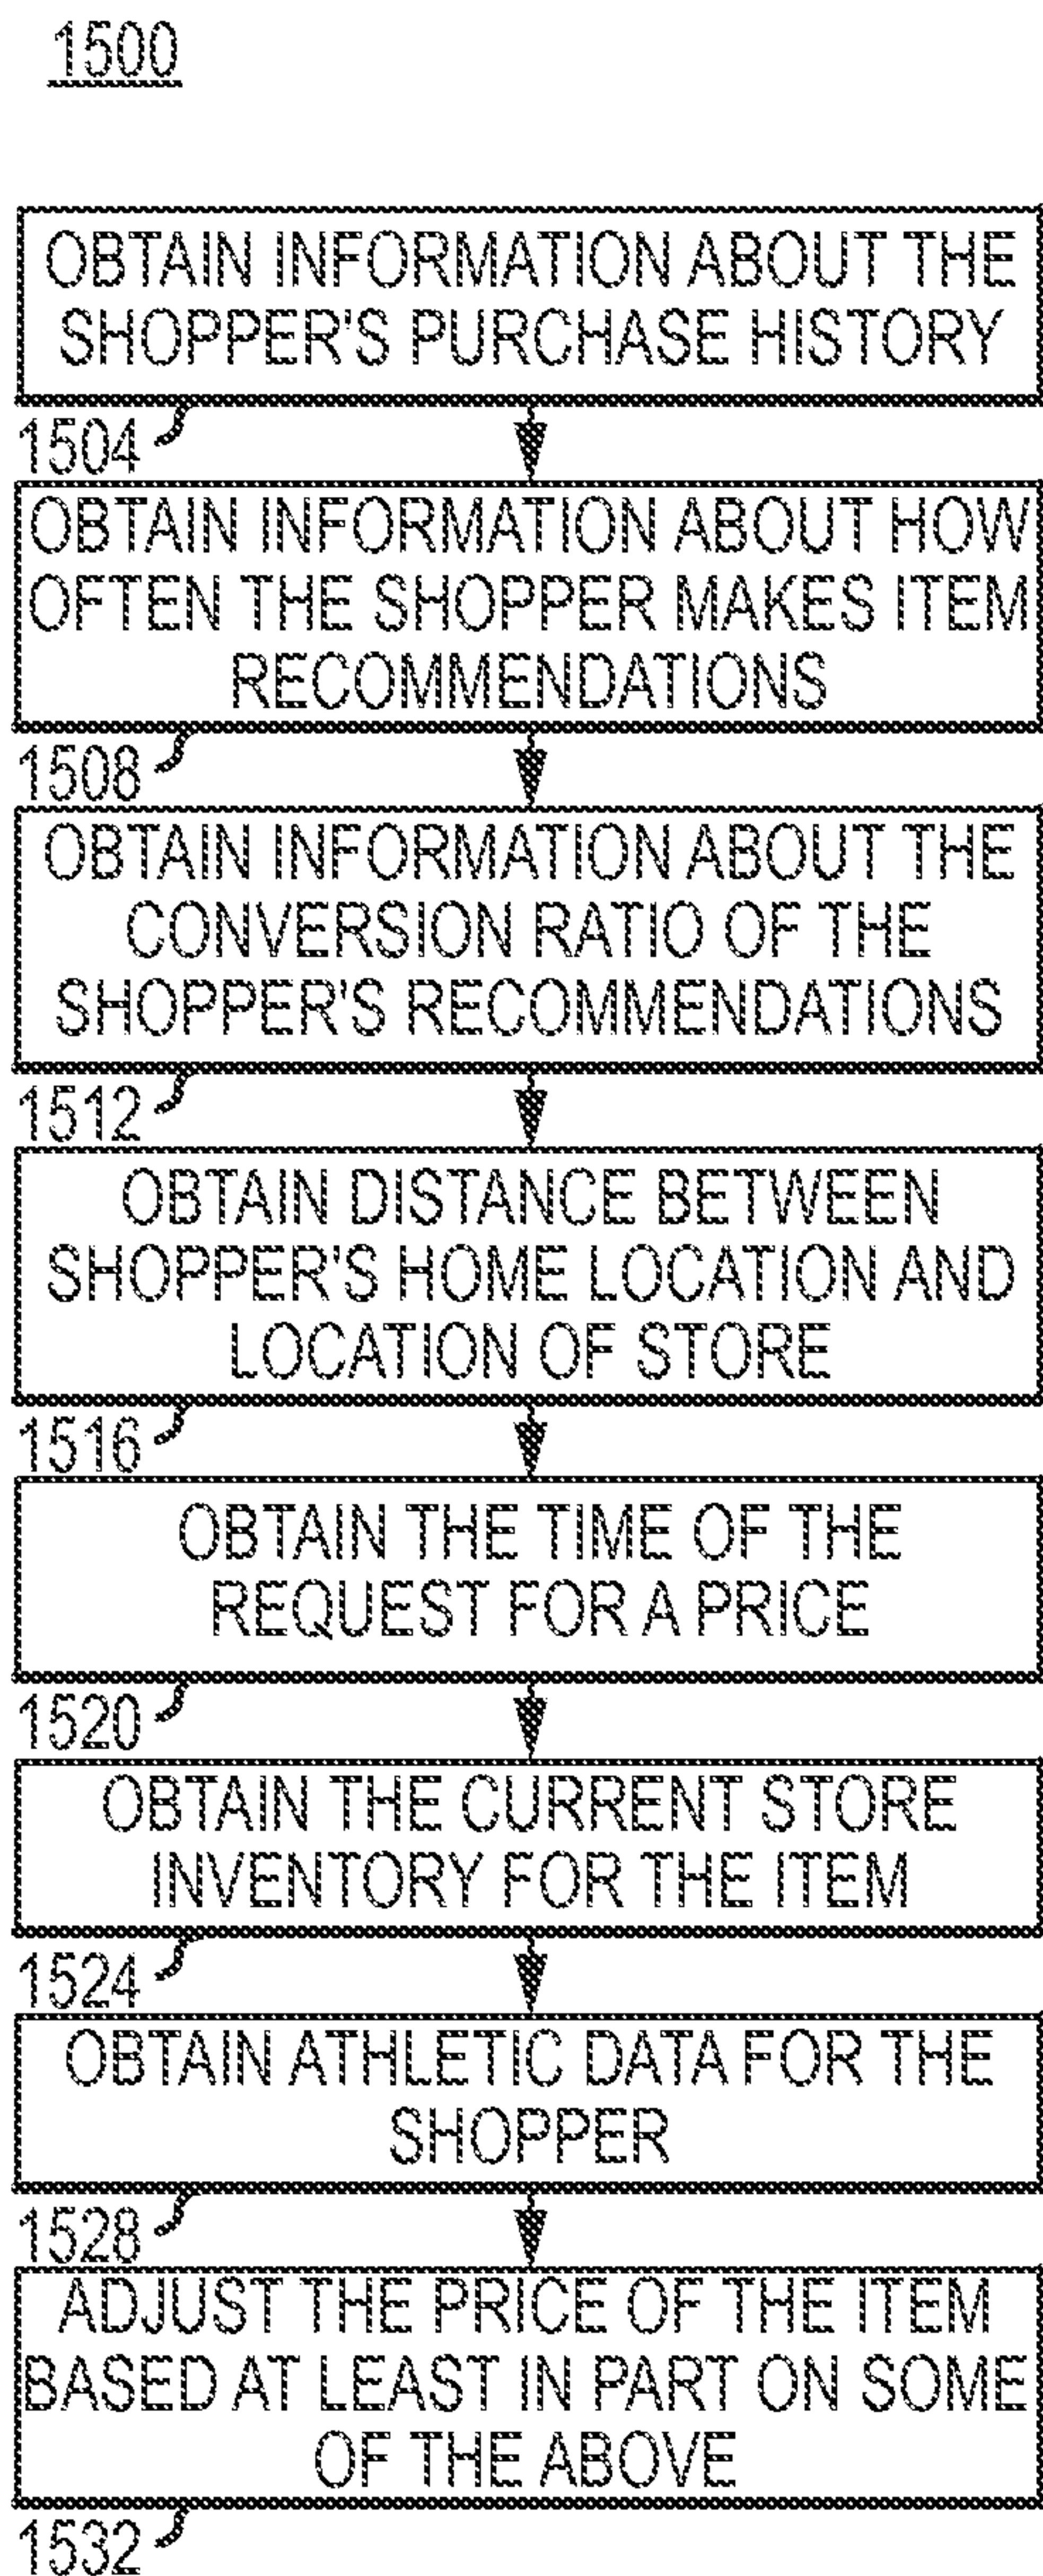 1500
OBTAIN INFORMATION ABOUT THE
SHOPPER'S PURCHASE HISTORY
1504
OBTAIN INFORMATION ABOUT HOW
OFTEN THE SHOPPER MAKES ITEM
RECOMMENDATIONS
1508
OBTAIN INFORMATION ABOUT THE
CONVERSION RATIO OF THE
SHOPPER'S RECOMMENDATIONS
1512
OBTAIN DISTANCE BETWEEN
SHOPPER'S HOME LOCATION AND
LOCATION OF STORE
1516
OBTAIN THE TIME OF THE
REQUEST FOR A PRICE
1520
OBTAIN THE CURRENT STORE
INVENTORY FOR THE ITEM
1524
OBTAIN ATHLETIC DATA FOR THE
SHOPPER
1528
ADJUST THE PRICE OF THE ITEM
BASED AT LEAST IN PART ON SOME
OF THE ABOVE
1532